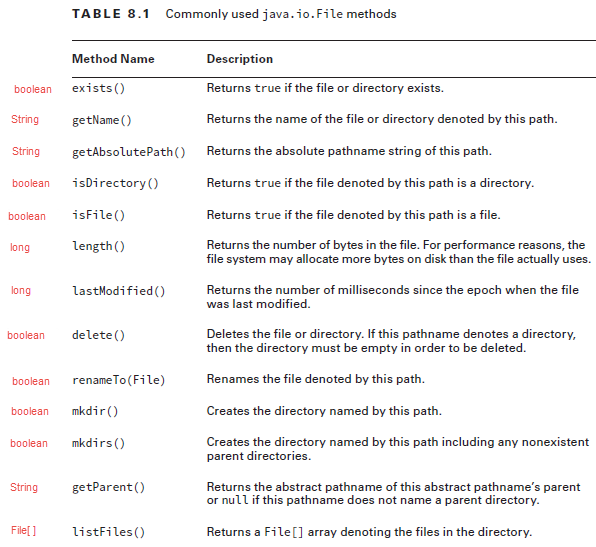 TABLE 8.1 Commonly used java.io.File methods
Method Name Description
boolean exists() Returns true if the file or directory exists.
String getName() Returns the name of the file or directory denoted by this path.
String getAbsolutePath() Returns the absolute pathname string of this path.
boolean isDirectory() Returns true if the file denoted by this path is a directory.
boolean isFile() Returns true if the file denoted by this path is a file.
long length() Returns the number of bytes in the file. For performance reasons, the
file system may allocate more bytes on disk than the file actually uses.
long lastModified() Returns the number of milliseconds since the epoch when the file
was last modified.
boolean delete() Deletes the file or directory. If this pathname denotes a directory,
then the directory must be empty in order to be deleted.
boolean renameTo(File) Renames the file denoted by this path.
boolean mkdir() Creates the directory named by this path.
boolean mkdirs() Creates the directory named by this path including any nonexistent
parent directories.
String getParent() Returns the abstract pathname of this abstract pathname’s parent
or null if this pathname does not name a parent directory.
File[ ] listFiles() Returns a File[] array denoting the files in the directory.